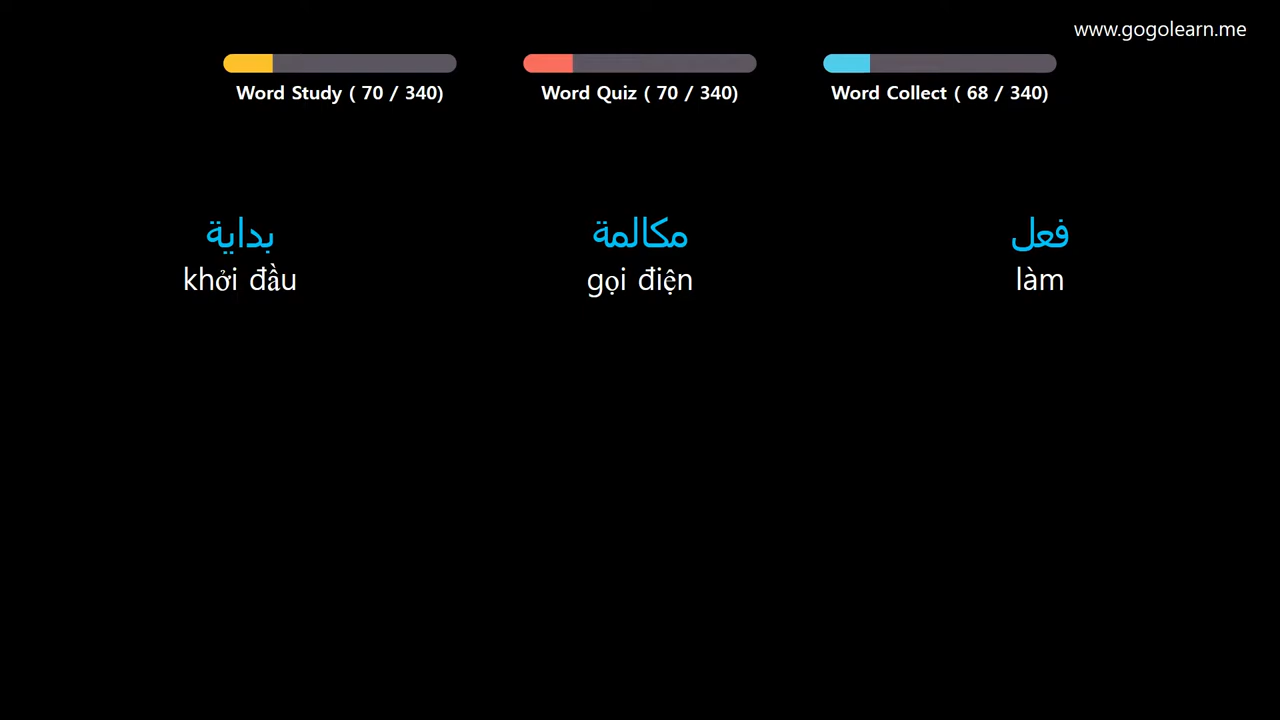 www.gogolearn.me
Word Study ( 70 / 340)
Word Quiz ( 70 / 340)
Word Collect ( 68 / 340)
بداية
khởi đầu
مكالمة
gọi điện
فعل
làm